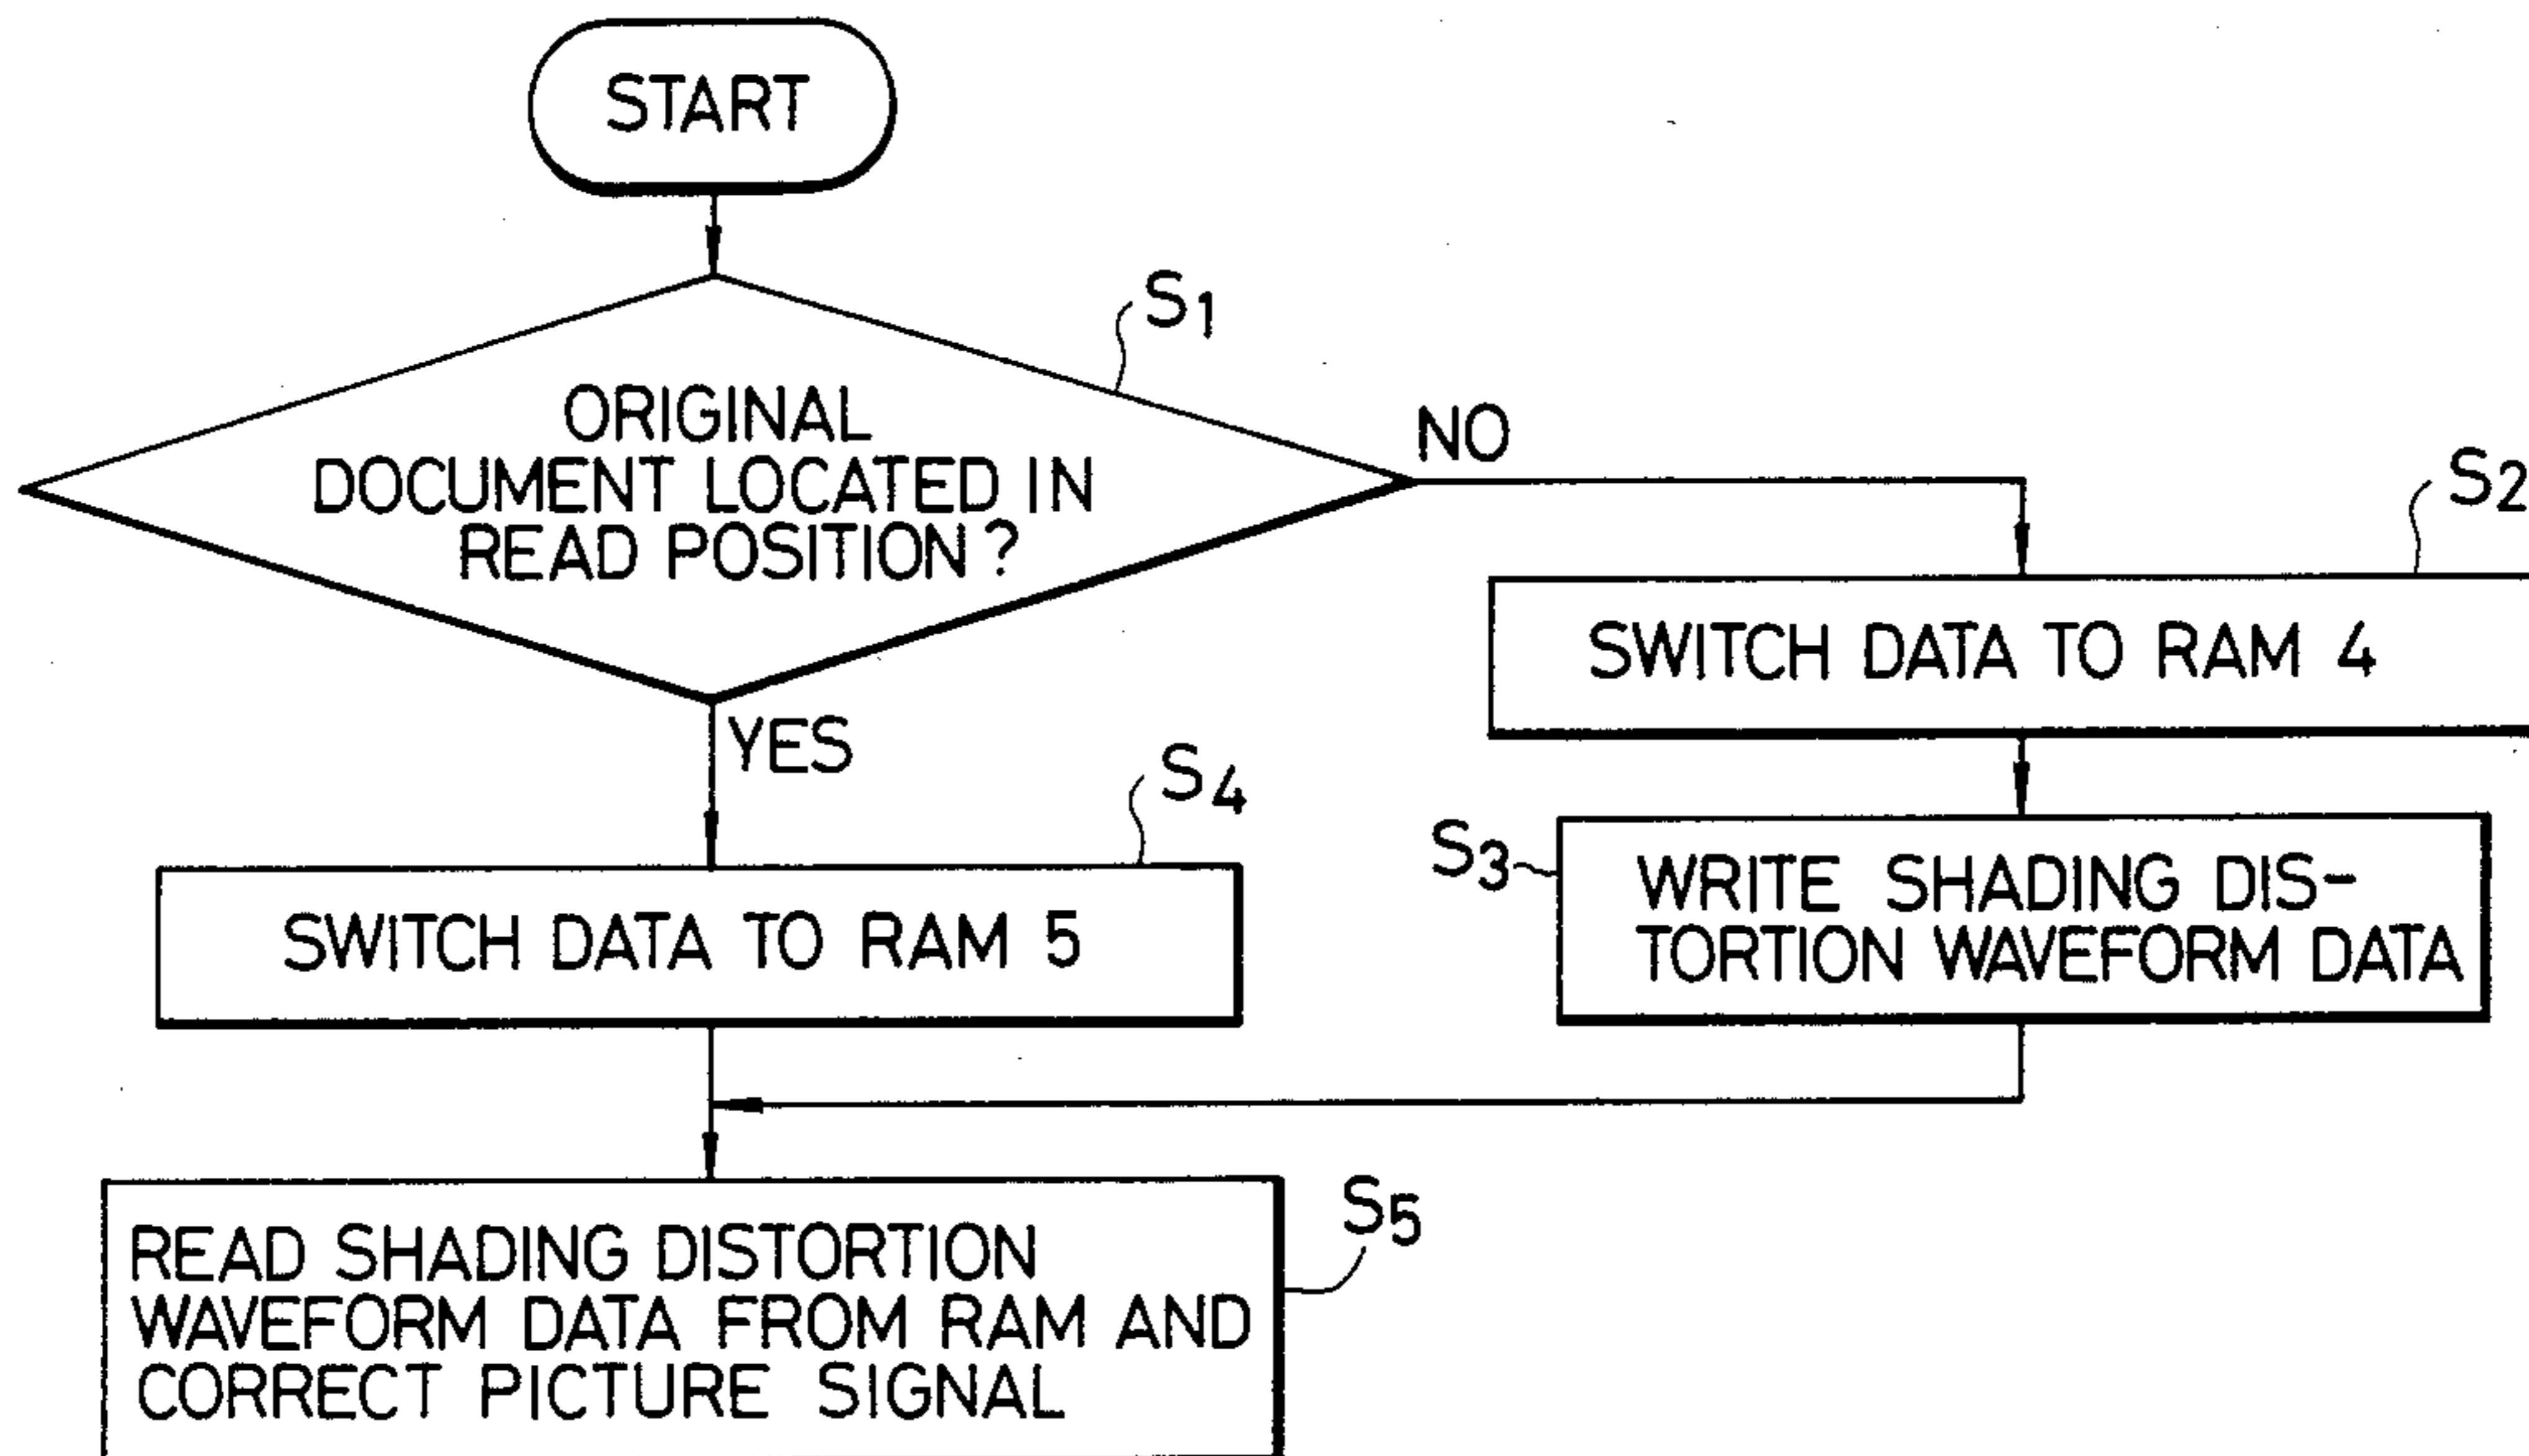 START
S1
ORIGINAL
DOCUMENT LOCATED IN
READ POSITION?
NO
YES
S2
SWITCH DATA TO RAM 4
S3
WRITE SHADING DIS-
TORTION WAVEFORM DATA
S4
SWITCH DATA TO RAM 5
S5
READ SHADING DISTORTION
WAVEFORM DATA FROM RAM AND
CORRECT PICTURE SIGNAL